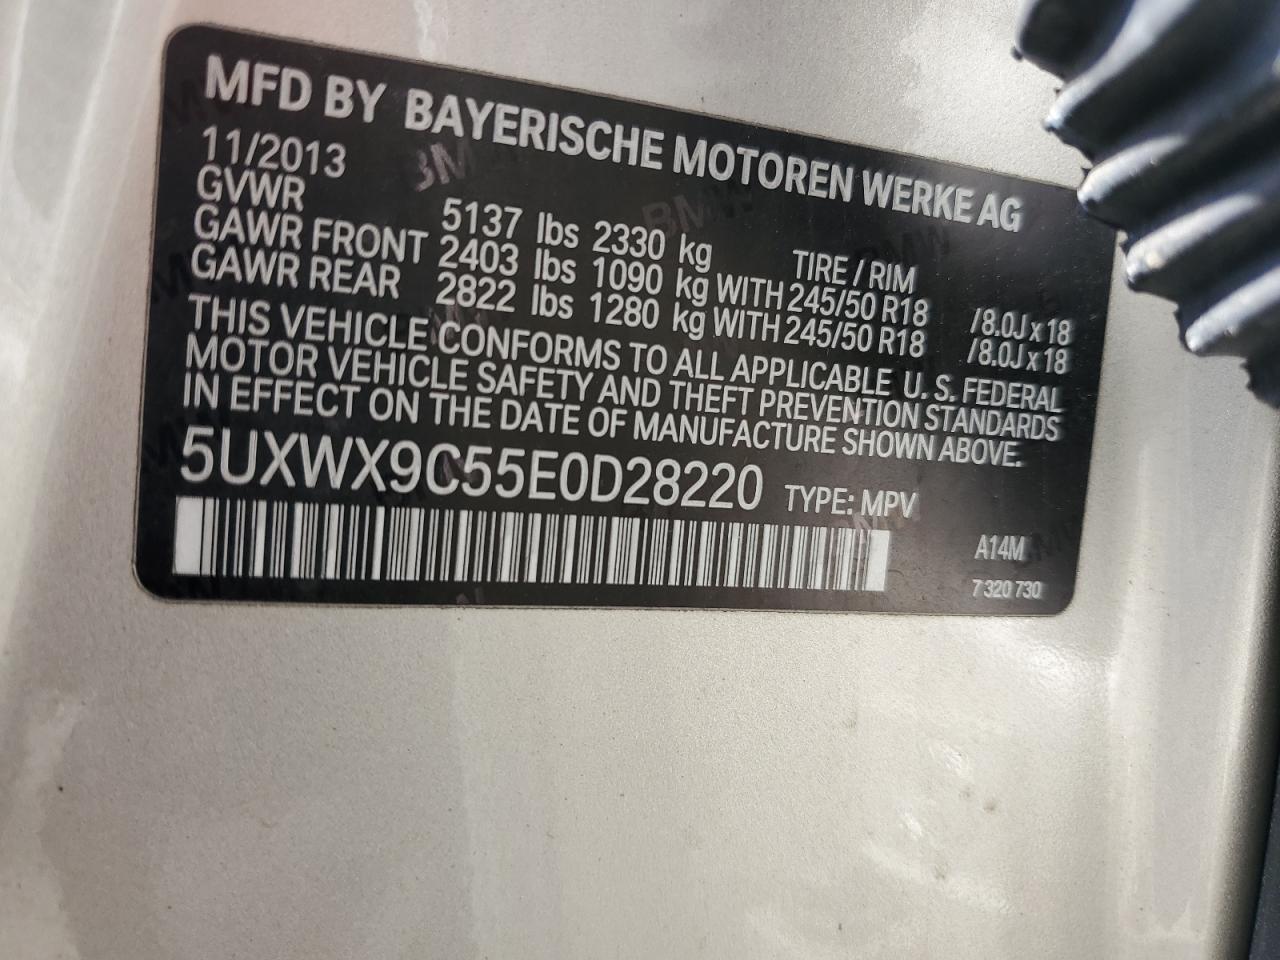 MFD BY BAYERISCHE MOTOREN WERKE AG
11/2013
GVWR 5137 lbs 2330 kg TIRE / RIM
GAWR FRONT 2403 lbs 1090 kg WITH 245/50 R18 /8.0J x 18
GAWR REAR 2822 lbs 1280 kg WITH 245/50 R18 /8.0J x 18
THIS VEHICLE CONFORMS TO ALL APPLICABLE U. S. FEDERAL
MOTOR VEHICLE SAFETY AND THEFT PREVENTION STANDARDS
IN EFFECT ON THE DATE OF MANUFACTURE SHOWN ABOVE.
5UXWX9C55E0D28220 TYPE: MPV
A14M
7 320 730